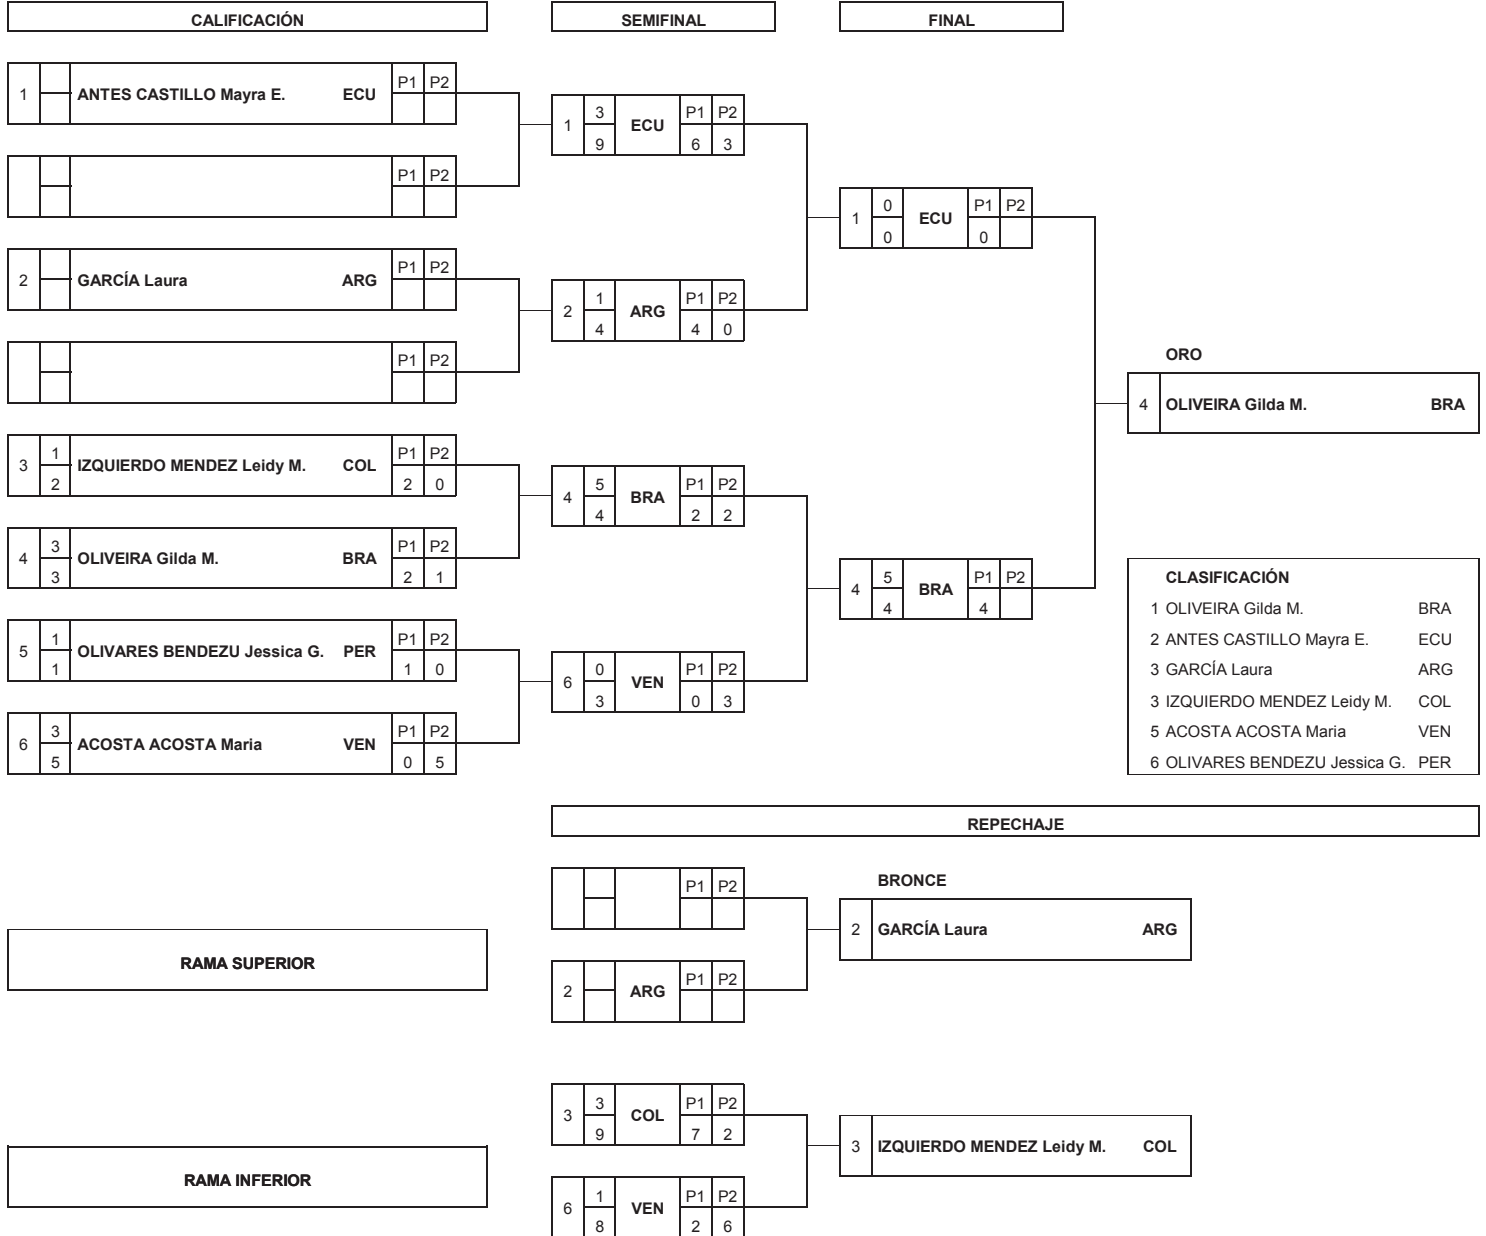 CALIFICACIÓN SEMIFINAL FINAL
1 ANTES CASTILLO Mayra E. ECU P1 P2
1 3 9 ECU P1 P2 6 3
P1 P2
1 0 0 ECU P1 P2 0
2 GARCÍA Laura ARG P1 P2
2 1 4 ARG P1 P2 4 0
P1 P2
ORO
4 OLIVEIRA Gilda M. BRA
3 1 2 IZQUIERDO MENDEZ Leidy M. COL P1 P2 2 0
4 5 4 BRA P1 P2 2 2
4 3 3 OLIVEIRA Gilda M. BRA P1 P2 2 1
4 5 4 BRA P1 P2 4
5 1 1 OLIVARES BENDEZU Jessica G. PER P1 P2 1 0
6 0 3 VEN P1 P2 0 3
6 3 5 ACOSTA ACOSTA Maria VEN P1 P2 0 5
CLASIFICACIÓN
1 OLIVEIRA Gilda M. BRA
2 ANTES CASTILLO Mayra E. ECU
3 GARCÍA Laura ARG
3 IZQUIERDO MENDEZ Leidy M. COL
5 ACOSTA ACOSTA Maria VEN
6 OLIVARES BENDEZU Jessica G. PER
REPECHAJE
P1 P2
BRONCE
2 GARCÍA Laura ARG
RAMA SUPERIOR
2 ARG P1 P2
3 3 9 COL P1 P2 7 2
3 IZQUIERDO MENDEZ Leidy M. COL
RAMA INFERIOR
6 1 8 VEN P1 P2 2 6